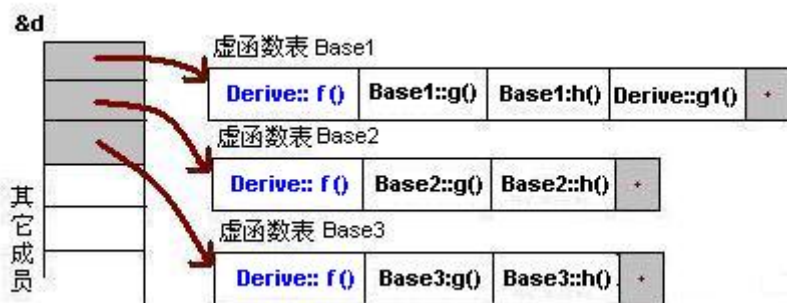 &d
虚函数表 Base1
Derive:: f() Base1::g() Base1:h() Derive::g1() *
虚函数表 Base2
Derive:: f() Base2::g() Base2::h() *
虚函数表 Base3
Derive:: f() Base3:g() Base3::h() *
其它成员